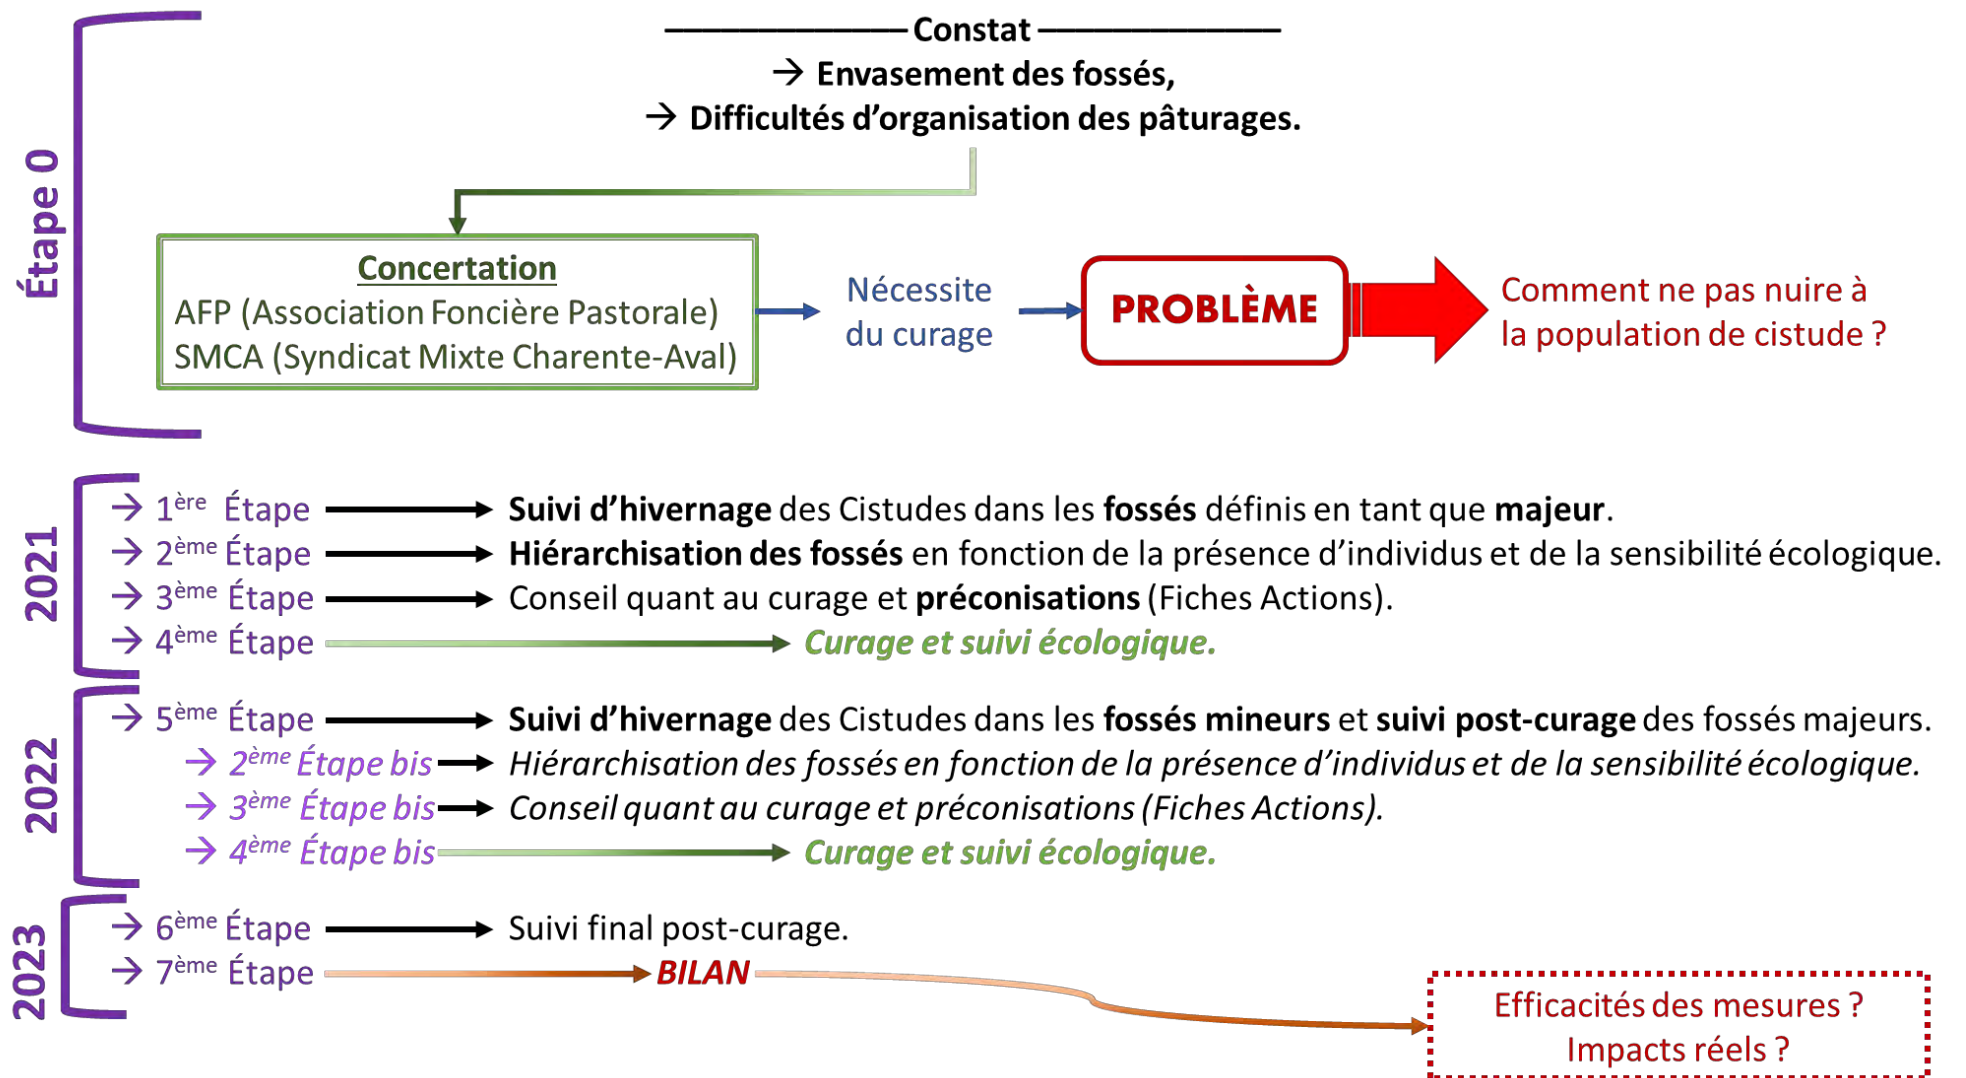 Constat
→ Envasement des fossés,
→ Difficultés d’organisation des pâturages.
Étape 0
Concertation
AFP (Association Foncière Pastorale)
SMCA (Syndicat Mixte Charente-Aval)
Nécessite
du curage
PROBLÈME
Comment ne pas nuire à
la population de cistude ?
2021
→ 1ère Étape Suivi d’hivernage des Cistudes dans les fossés définis en tant que majeur.
→ 2ème Étape Hiérarchisation des fossés en fonction de la présence d’individus et de la sensibilité écologique.
→ 3ème Étape Conseil quant au curage et préconisations (Fiches Actions).
→ 4ème Étape Curage et suivi écologique.
2022
→ 5ème Étape Suivi d’hivernage des Cistudes dans les fossés mineurs et suivi post-curage des fossés majeurs.
→ 2ème Étape bis Hiérarchisation des fossés en fonction de la présence d’individus et de la sensibilité écologique.
→ 3ème Étape bis Conseil quant au curage et préconisations (Fiches Actions).
→ 4ème Étape bis Curage et suivi écologique.
2023
→ 6ème Étape Suivi final post-curage.
→ 7ème Étape BILAN
Efficacités des mesures ?
Impacts réels ?